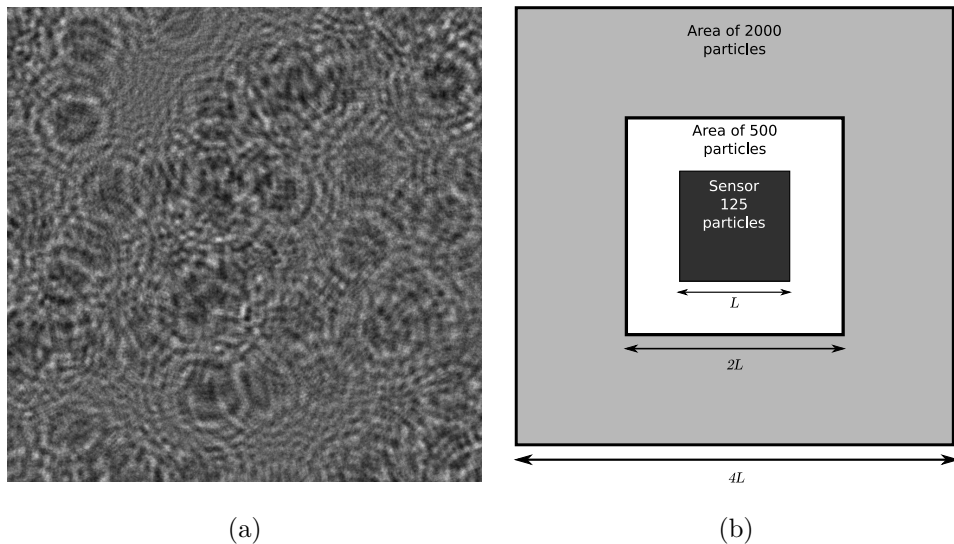 Area of 2000
particles
Area of 500
particles
Sensor
125
particles
L
2L
4L
(a)
(b)